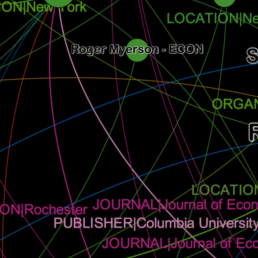 ON|New York
LOCATION|Ne
Roger Myerson - ECON
S
ORGAN
R
LOCATION
ON|Rochester
JOURNAL|Journal of Econ
PUBLISHER|Columbia University
JOURNAL|Journal of Eco